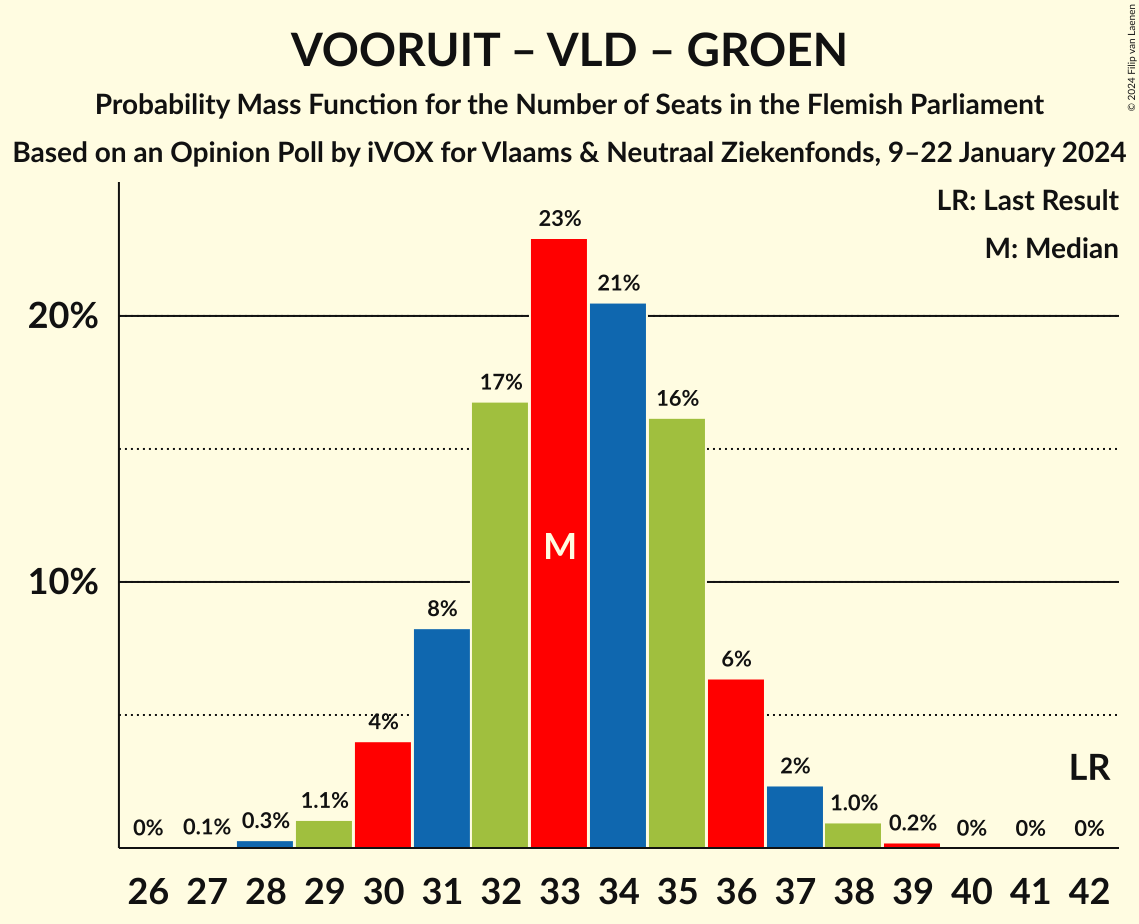 VOORUIT – VLD – GROEN
Probability Mass Function for the Number of Seats in the Flemish Parliament
Based on an Opinion Poll by iVOX for Vlaams & Neutraal Ziekenfonds, 9–22 January 2024
© 2024 Filip van Laenen
LR: Last Result
M: Median
20%
10%
0%
0.1%
0.3%
1.1%
4%
8%
17%
23%
21%
16%
6%
2%
1.0%
0.2%
0%
0%
0%
M
LR
26 27 28 29 30 31 32 33 34 35 36 37 38 39 40 41 42